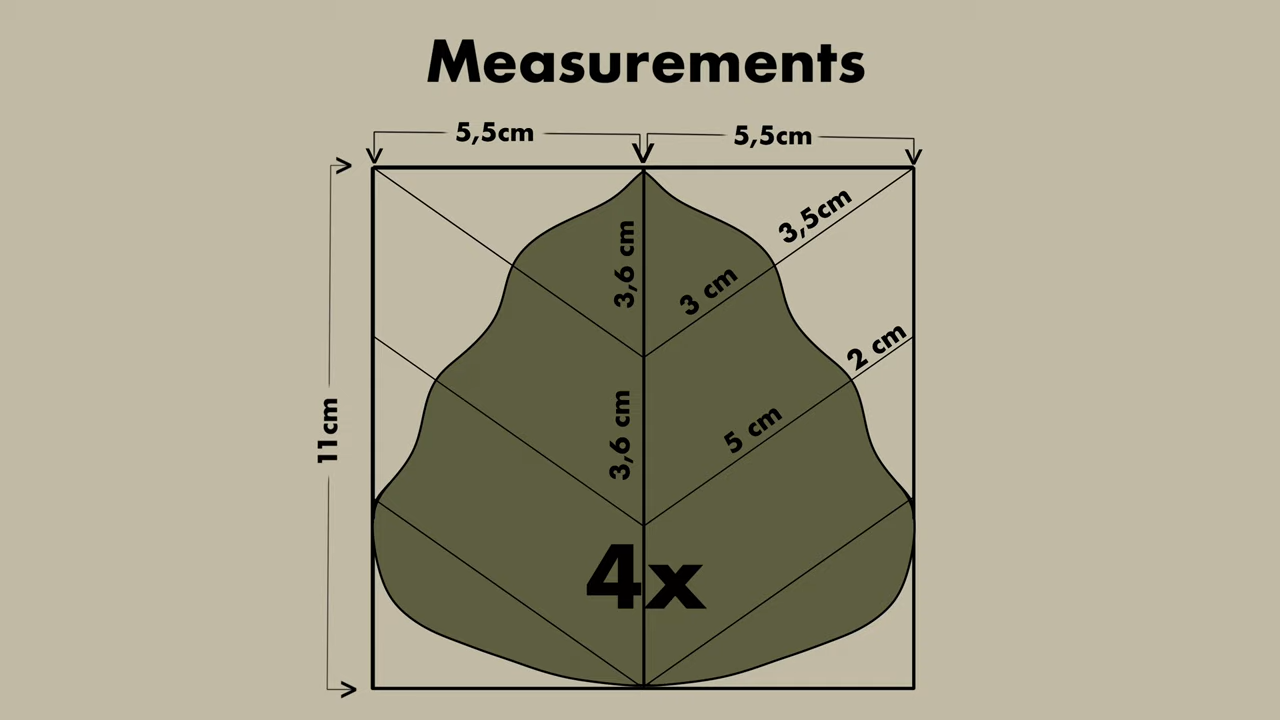 Measurements
5,5cm
5,5cm
3,5cm
3,6 cm
3 cm
2 cm
11cm
3,6 cm
5 cm
4x